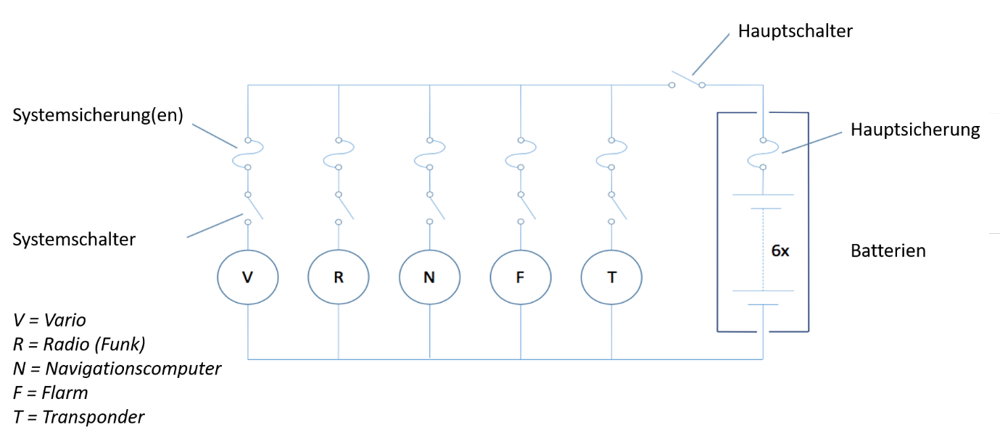 Hauptschalter
Systemsicherung(en)
Hauptsicherung
Systemschalter
6x
Batterien
V
R
N
F
T
V = Vario
R = Radio (Funk)
N = Navigationscomputer
F = Flarm
T = Transponder